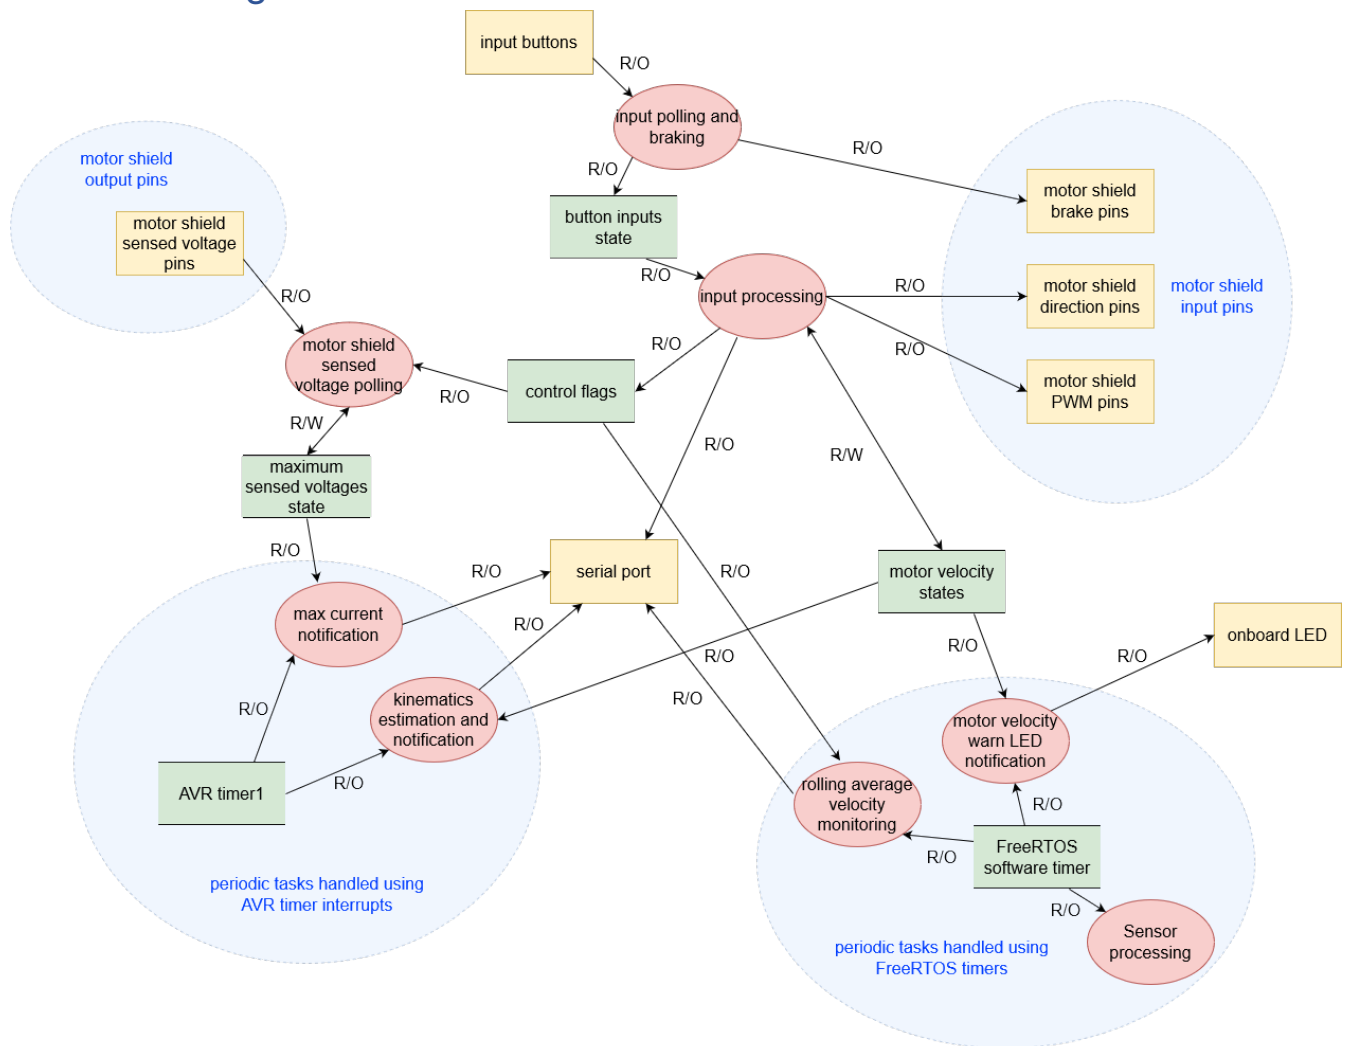 input buttons
R/O
input polling and
braking
R/O
R/O
motor shield
output pins
motor shield
sensed voltage
pins
button inputs
state
motor shield
brake pins
R/O
R/O
input processing
R/O
motor shield
direction pins
motor shield
input pins
R/O
R/O
motor shield
sensed
voltage polling
R/O
control flags
motor shield
PWM pins
R/W
R/O
R/W
maximum
sensed voltages
state
R/O
R/O
serial port
R/O
motor velocity
states
max current
notification
R/O
R/O
R/O
R/O
onboard LED
R/O
R/O
kinematics
estimation and
notification
R/O
motor velocity
warn LED
notification
AVR timer1
R/O
rolling average
velocity
monitoring
R/O
R/O
FreeRTOS
software timer
periodic tasks handled using
AVR timer interrupts
R/O
Sensor
processing
periodic tasks handled using
FreeRTOS timers